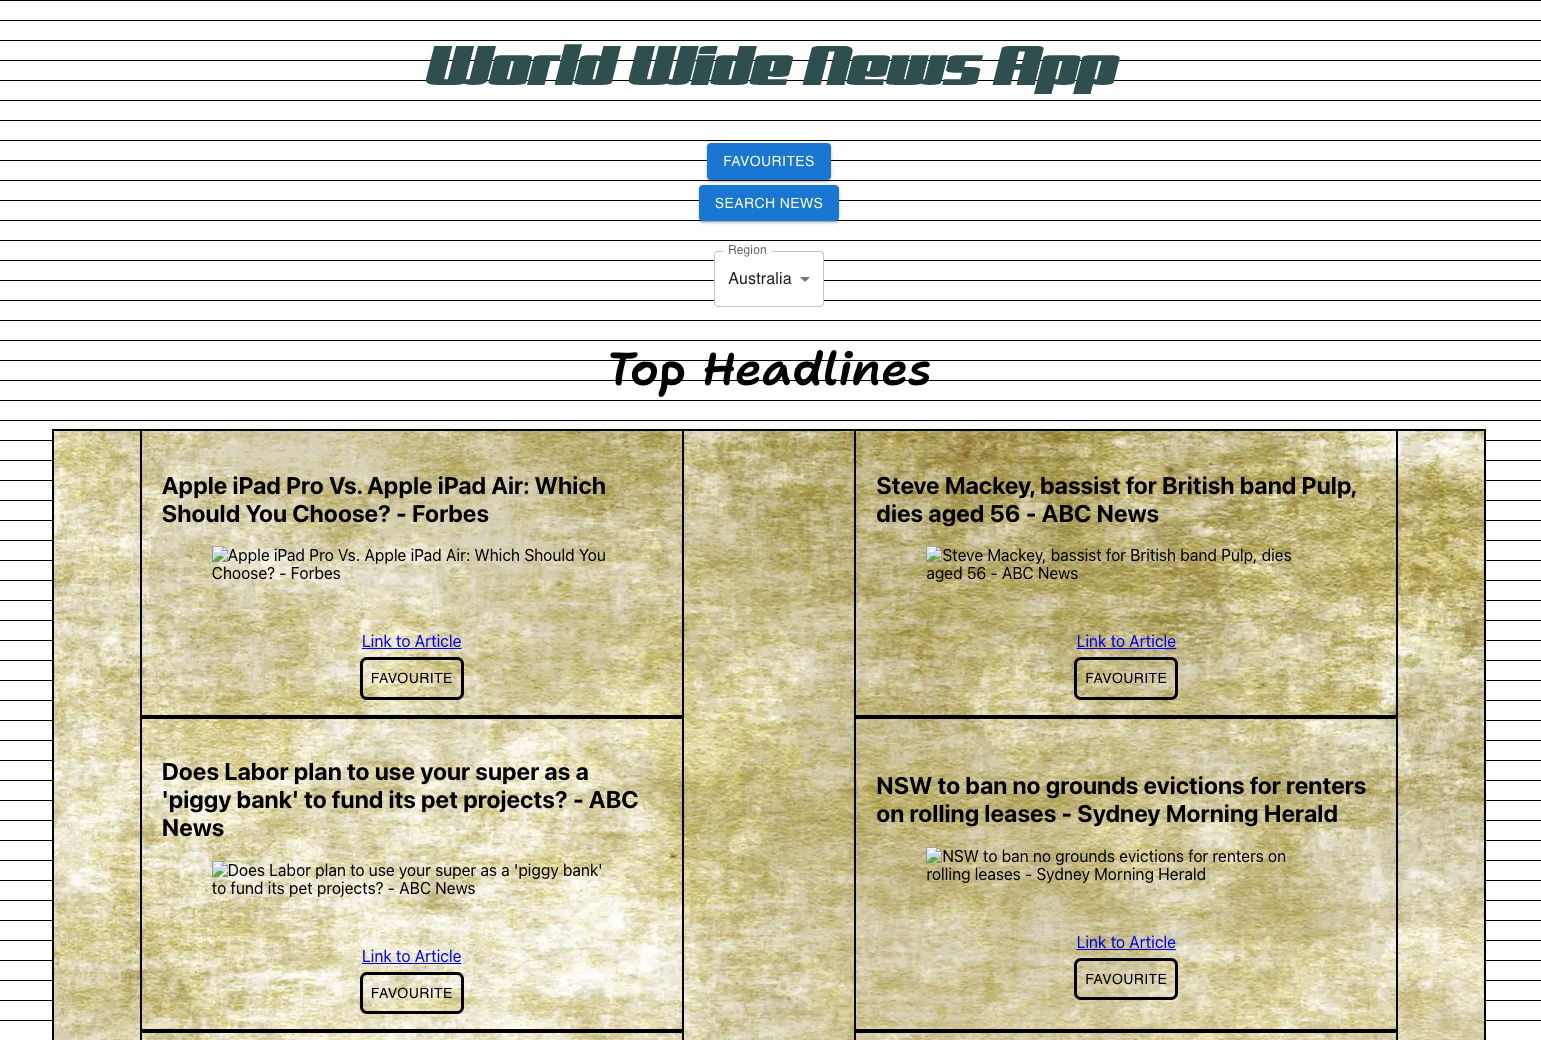 World Wide News App
FAVOURITES
SEARCH NEWS
Region
Australia
Top Headlines
Apple iPad Pro Vs. Apple iPad Air: Which
Should You Choose? - Forbes
Apple iPad Pro Vs. Apple iPad Air: Which Should You
Choose? - Forbes
Link to Article
FAVOURITE
Steve Mackey, bassist for British band Pulp,
dies aged 56 - ABC News
Steve Mackey, bassist for British band Pulp, dies
aged 56 - ABC News
Link to Article
FAVOURITE
Does Labor plan to use your super as a
'piggy bank' to fund its pet projects? - ABC
News
Does Labor plan to use your super as a 'piggy bank'
to fund its pet projects? - ABC News
Link to Article
FAVOURITE
NSW to ban no grounds evictions for renters
on rolling leases - Sydney Morning Herald
NSW to ban no grounds evictions for renters on
rolling leases - Sydney Morning Herald
Link to Article
FAVOURITE